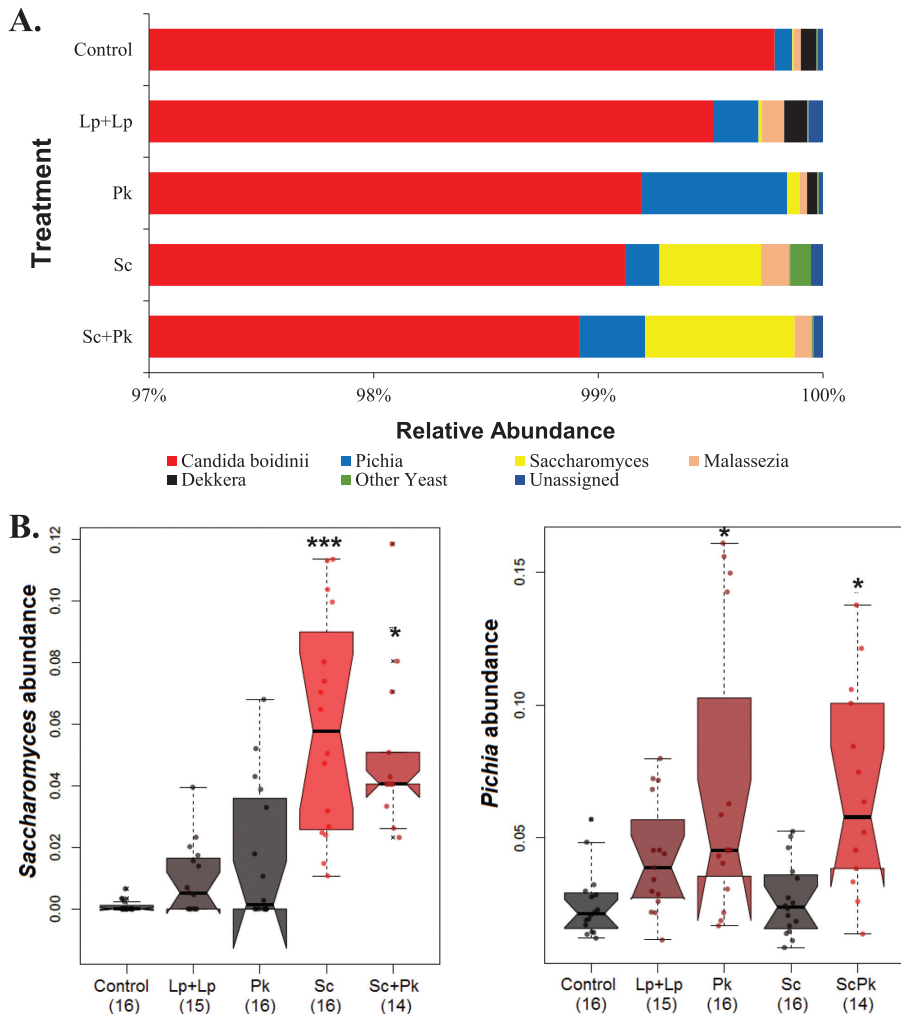 A.
Treatment
Control
Lp+Lp
Pk
Sc
Sc+Pk
97% 98% 99% 100%
Relative Abundance
Candida boidinii Pichia Saccharomyces Malassezia
Dekkera Other Yeast Unassigned
B.
Saccharomyces abundance
0.12
0.10
0.08
0.06
0.04
0.02
0.00
***
*
Control Lp+Lp Pk Sc Sc+Pk
(16) (15) (16) (16) (14)
Pichia abundance
0.15
0.10
0.05
*
*
Control Lp+Lp Pk Sc ScPk
(16) (15) (16) (16) (14)